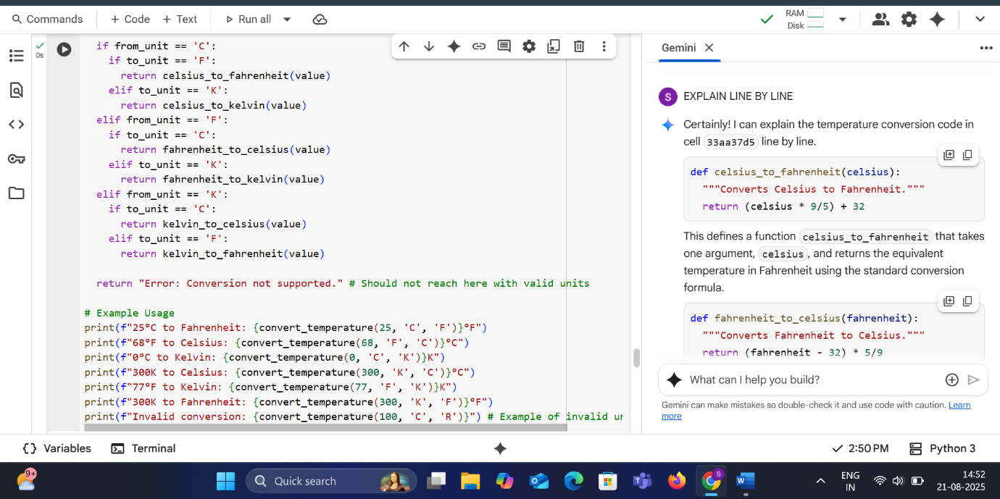 Commands
+ Code
+ Text
Run all
RAM
Disk
0s
if from_unit == 'C':
if to_unit == 'F':
return celsius_to_fahrenheit(value)
elif to_unit == 'K':
return celsius_to_kelvin(value)
elif from_unit == 'F':
if to_unit == 'C':
return fahrenheit_to_celsius(value)
elif to_unit == 'K':
return fahrenheit_to_kelvin(value)
elif from_unit == 'K':
if to_unit == 'C':
return kelvin_to_celsius(value)
elif to_unit == 'F':
return kelvin_to_fahrenheit(value)
return "Error: Conversion not supported." # Should not reach here with valid units
# Example Usage
print(f"25°C to Fahrenheit: {convert_temperature(25, 'C', 'F')}°F")
print(f"68°F to Celsius: {convert_temperature(68, 'F', 'C')}°C")
print(f"0°C to Kelvin: {convert_temperature(0, 'C', 'K')}K")
print(f"300K to Celsius: {convert_temperature(300, 'K', 'C')}°C")
print(f"77°F to Kelvin: {convert_temperature(77, 'F', 'K')}K")
print(f"300K to Fahrenheit: {convert_temperature(300, 'K', 'F')}°F")
print(f"Invalid conversion: {convert_temperature(100, 'C', 'R')}") # Example of invalid
Gemini
S
EXPLAIN LINE BY LINE
Certainly! I can explain the temperature conversion code in
cell 33aa37d5 line by line.
def celsius_to_fahrenheit(celsius):
"""Converts Celsius to Fahrenheit."""
return (celsius * 9/5) + 32
This defines a function celsius_to_fahrenheit that takes
one argument, celsius, and returns the equivalent
temperature in Fahrenheit using the standard conversion
formula.
def fahrenheit_to_celsius(fahrenheit):
"""Converts Fahrenheit to Celsius."""
return (fahrenheit - 32) * 5/9
What can I help you build?
Gemini can make mistakes so double-check it and use code with caution. Learn
more
Variables
Terminal
2:50 PM
Python 3
9+
Quick search
S
ENG
IN
14:52
21-08-2025